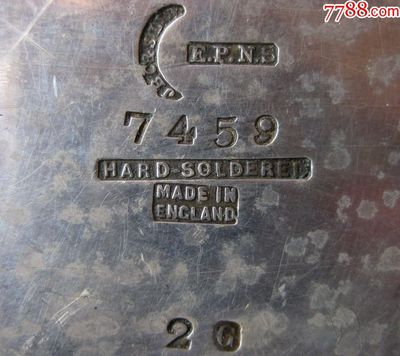 7788.com
E.P.N.S
7459
HARD-SOLDERED
MADE IN
ENGLAND
2G